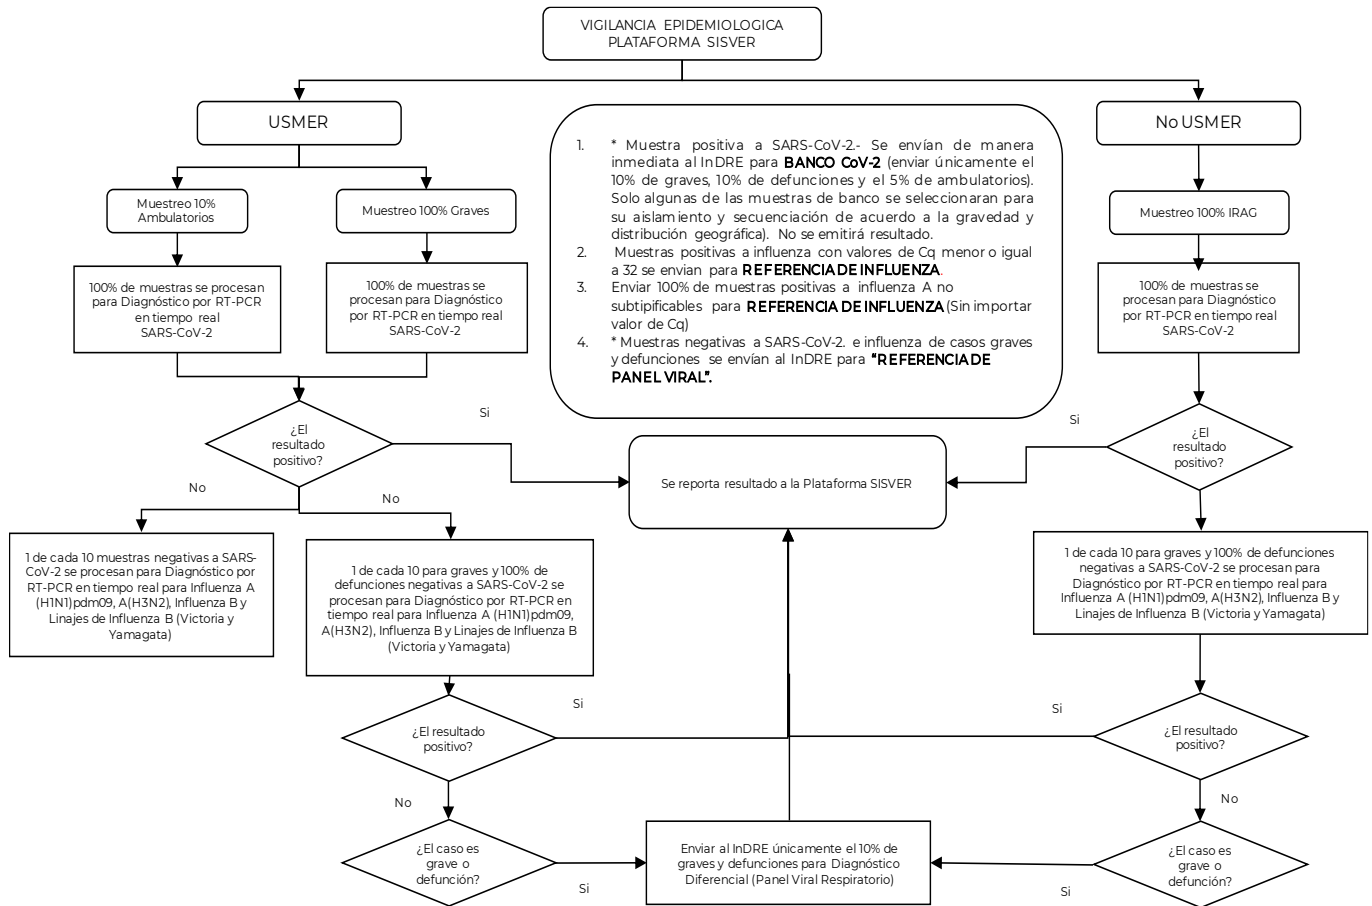 VIGILANCIA EPIDEMIOLOGICA
PLATAFORMA SISVER
USMER
No USMER
Muestreo 10%
Ambulatorios
Muestreo 100% Graves
Muestreo 100% IRAG
100% de muestras se procesan
para Diagnóstico por RT-PCR
en tiempo real
SARS-CoV-2
100% de muestras se
procesan para Diagnóstico
por RT-PCR en tiempo real
SARS-CoV-2
1. * Muestra positiva a SARS-CoV-2.- Se envían de manera
inmediata al InDRE para BANCO CoV-2 (enviar únicamente el
10% de graves, 10% de defunciones y el 5% de ambulatorios).
Solo algunas de las muestras de banco se seleccionaran para
su aislamiento y secuenciación de acuerdo a la gravedad y
distribución geográfica). No se emitirá resultado.
2. Muestras positivas a influenza con valores de Cq menor o igual
a 32 se envian para REFERENCIA DE INFLUENZA.
3. Enviar 100% de muestras positivas a influenza A no
subtipificables para REFERENCIA DE INFLUENZA (Sin importar
valor de Cq)
4. * Muestras negativas a SARS-CoV-2. e influenza de casos graves
y defunciones se envían al InDRE para “REFERENCIA DE
PANEL VIRAL”.
100% de muestras se
procesan para Diagnóstico
por RT-PCR en tiempo real
SARS-CoV-2
¿El
resultado
positivo?
Si
Se reporta resultado a la Plataforma SISVER
Si
¿El
resultado
positivo?
No
No
1 de cada 10 muestras negativas a SARS-
CoV-2 se procesan para Diagnóstico por
RT-PCR en tiempo real para Influenza A
(H1N1)pdm09, A(H3N2), Influenza B y
Linajes de Influenza B (Victoria y
Yamagata)
1 de cada 10 para graves y 100% de
defunciones negativas a SARS-CoV-2 se
procesan para Diagnóstico por RT-PCR en
tiempo real para Influenza A (H1N1)pdm09,
A(H3N2), Influenza B y Linajes de Influenza B
(Victoria y Yamagata)
1 de cada 10 para graves y 100% de defunciones
negativas a SARS-CoV-2 se procesan para
Diagnóstico por RT-PCR en tiempo real para
Influenza A (H1N1)pdm09, A(H3N2), Influenza B y
Linajes de Influenza B (Victoria y Yamagata)
¿El resultado
positivo?
Si
Si
¿El resultado
positivo?
No
No
¿El caso es
grave o
defunción?
Si
Enviar al InDRE únicamente el 10% de
graves y defunciones para Diagnóstico
Diferencial (Panel Viral Respiratorio)
Si
¿El caso es
grave o
defunción?